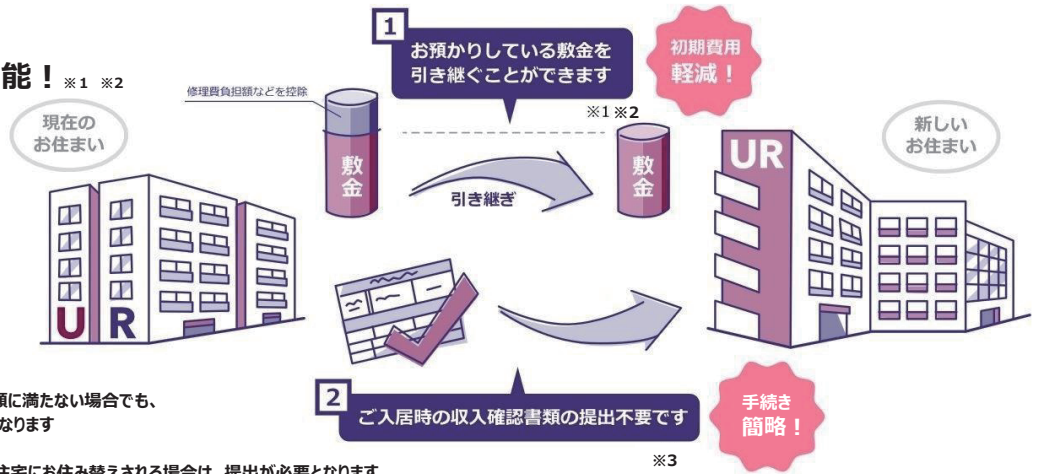 1
お預かりしている敷金を
引き継ぐことができます
初期費用
軽減！
能！※1 ※2
修理費負担額などを控除
※1 ※2
現在の
お住まい
新しい
お住まい
敷金
敷金
引き継ぎ
UR
UR
額に満たない場合でも、
なります
2
ご入居時の収入確認書類の提出不要です
手続き
簡略！
※3
住宅にお住み替えされる場合は、提出が必要となります